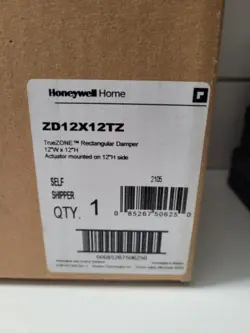 Honeywell Home
ZD12X12TZ
TrueZONE™ Rectangular Damper
12"W x 12"H
Actuator mounted on 12"H side
SELF
SHIPPER
2105
QTY. 1
0 85267 50625 0
00085267506250